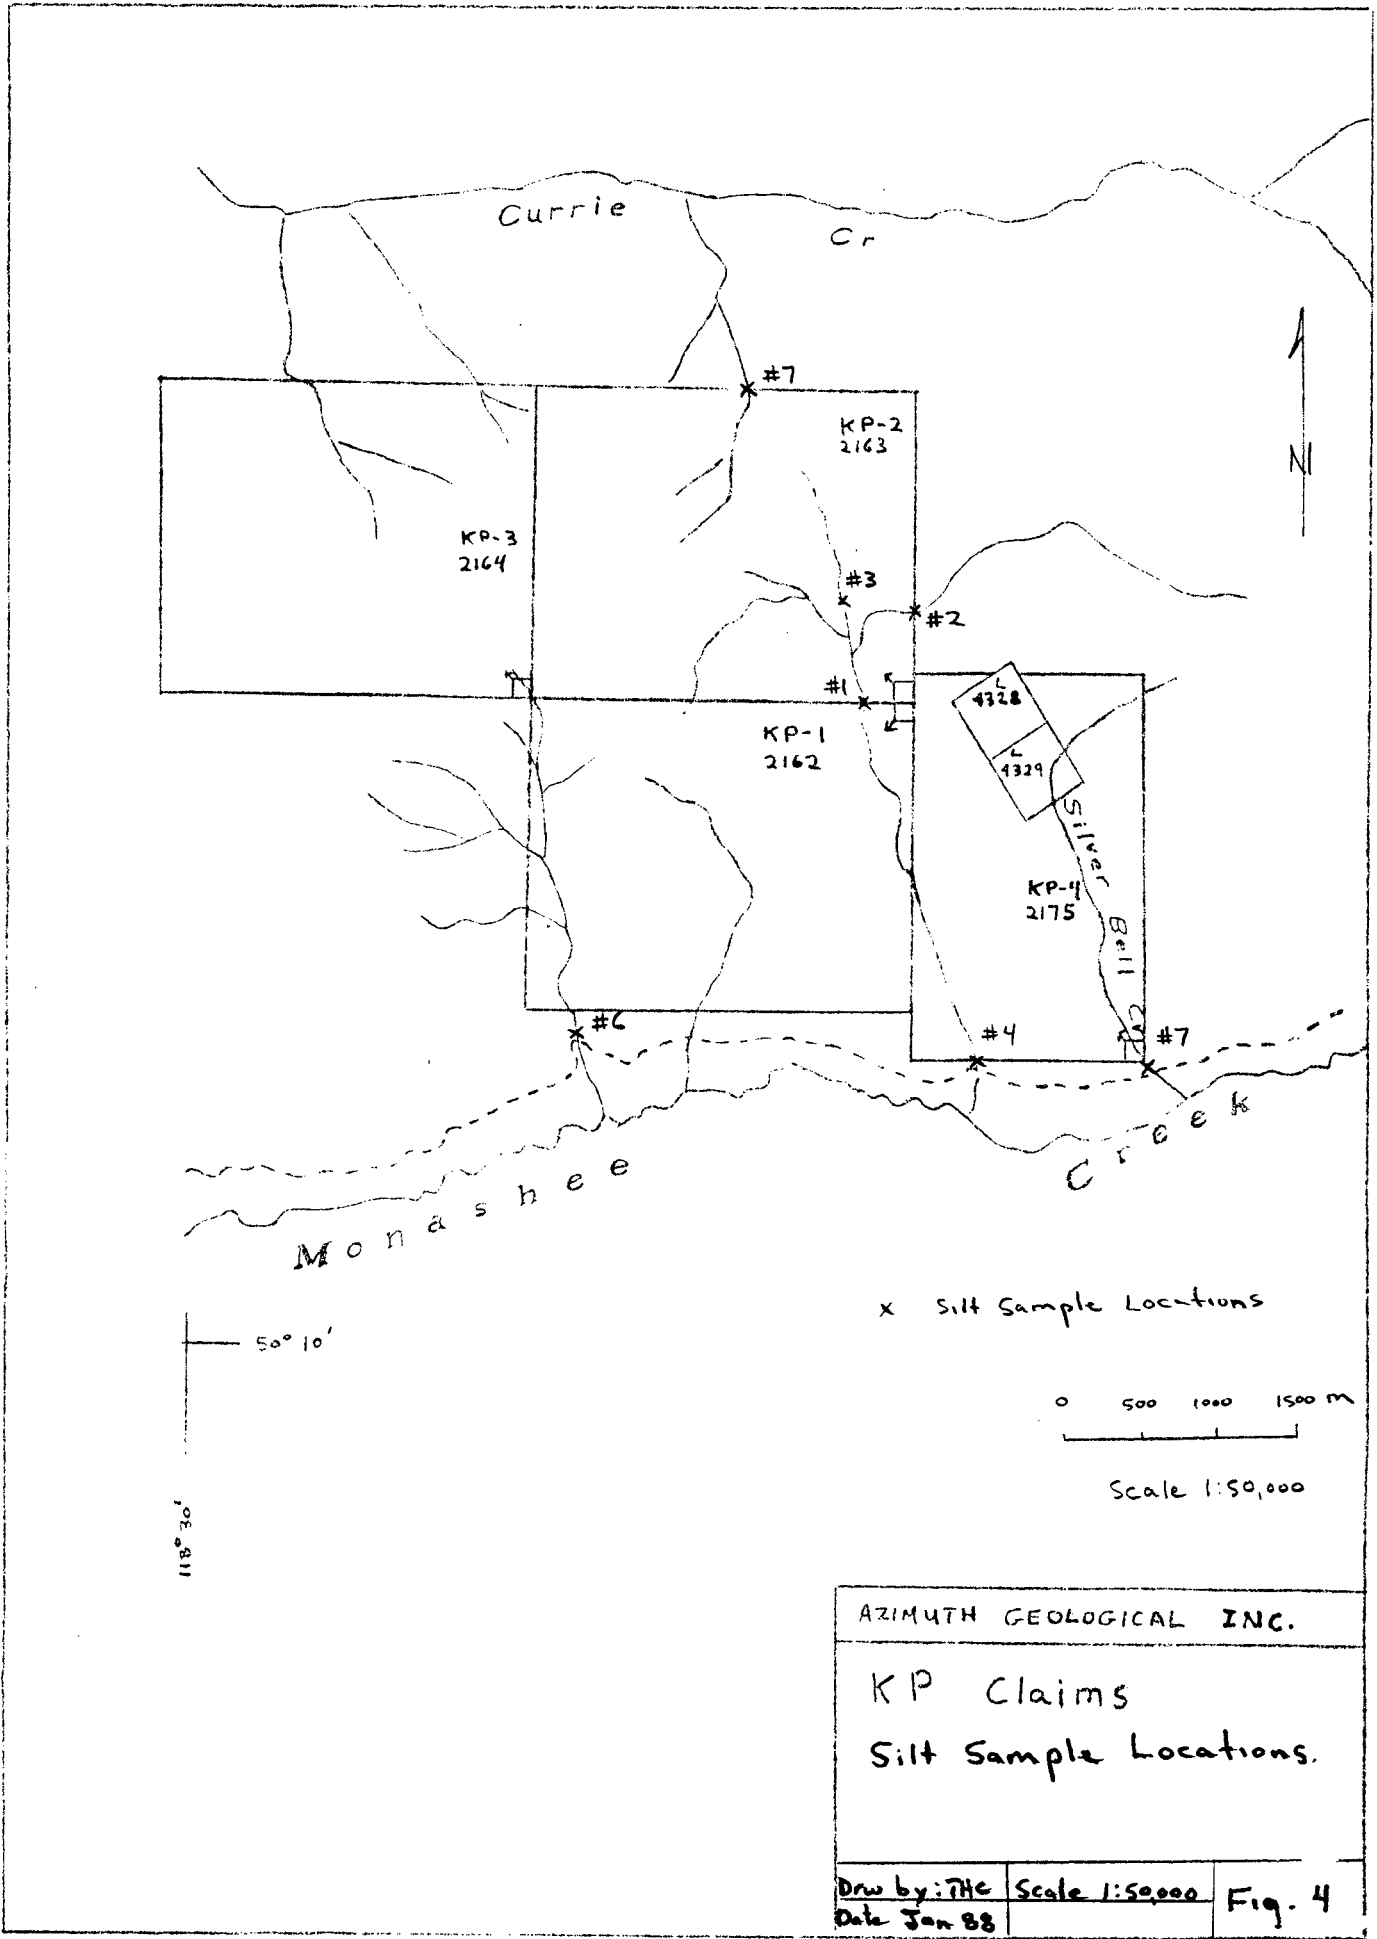 Currie
Cr
#7
KP-2
2163
N
KP-3
2164
#3
#2
#1
L
4328
KP-1
2162
L
4329
Silver Bell Crk
KP-4
2175
#6
#4
#7
Monashee Creek
x Silt Sample Locations
50° 10'
0 500 1000 1500 m
Scale 1:50,000
118° 30'
AZIMUTH GEOLOGICAL INC.
KP Claims
Silt Sample Locations.
Drw by: THC
Scale 1:50,000
Fig. 4
Date Jan 88